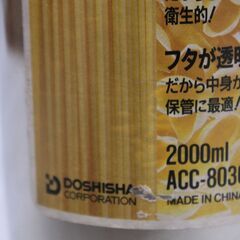 衛生的!
フタが透明
だから中身が
保管に最適!
2000ml
ACC-8030
DOSHISHA
CORPORATION
MADE IN CHINA